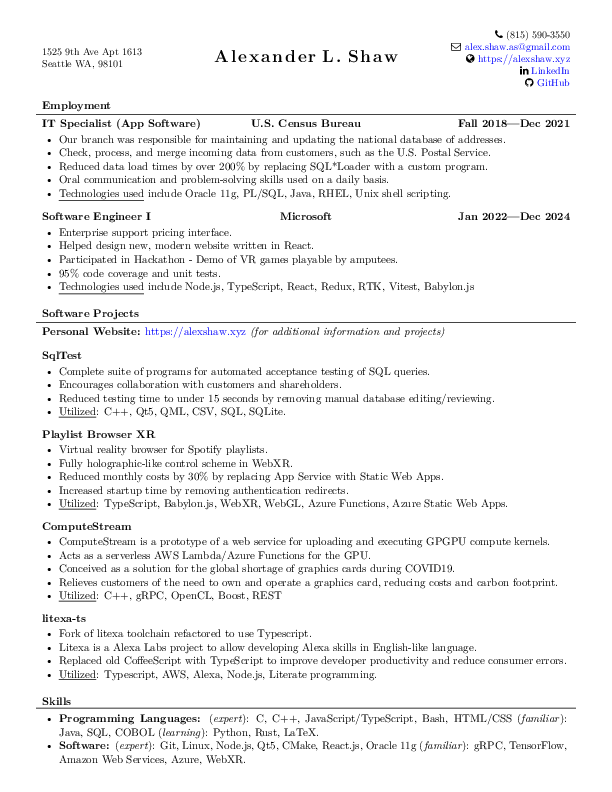 1525 9th Ave Apt 1613
Seattle WA, 98101
Alexander L. Shaw
(815) 590-3550
alex.shaw.as@gmail.com
https://alexshaw.xyz
LinkedIn
GitHub
Employment
IT Specialist (App Software) U.S. Census Bureau Fall 2018—Dec 2021
• Our branch was responsible for maintaining and updating the national database of addresses.
• Check, process, and merge incoming data from customers, such as the U.S. Postal Service.
• Reduced data load times by over 200% by replacing SQL*Loader with a custom program.
• Oral communication and problem-solving skills used on a daily basis.
• Technologies used include Oracle 11g, PL/SQL, Java, RHEL, Unix shell scripting.
Software Engineer I Microsoft Jan 2022—Dec 2024
• Enterprise support pricing interface.
• Helped design new, modern website written in React.
• Participated in Hackathon - Demo of VR games playable by amputees.
• 95% code coverage and unit tests.
• Technologies used include Node.js, TypeScript, React, Redux, RTK, Vitest, Babylon.js
Software Projects
Personal Website: https://alexshaw.xyz (for additional information and projects)
SqlTest
• Complete suite of programs for automated acceptance testing of SQL queries.
• Encourages collaboration with customers and shareholders.
• Reduced testing time to under 15 seconds by removing manual database editing/reviewing.
• Utilized: C++, Qt5, QML, CSV, SQL, SQLite.
Playlist Browser XR
• Virtual reality browser for Spotify playlists.
• Fully holographic-like control scheme in WebXR.
• Reduced monthly costs by 30% by replacing App Service with Static Web Apps.
• Increased startup time by removing authentication redirects.
• Utilized: TypeScript, Babylon.js, WebXR, WebGL, Azure Functions, Azure Static Web Apps.
ComputeStream
• ComputeStream is a prototype of a web service for uploading and executing GPGPU compute kernels.
• Acts as a serverless AWS Lambda/Azure Functions for the GPU.
• Conceived as a solution for the global shortage of graphics cards during COVID19.
• Relieves customers of the need to own and operate a graphics card, reducing costs and carbon footprint.
• Utilized: C++, gRPC, OpenCL, Boost, REST
litexa-ts
• Fork of litexa toolchain refactored to use Typescript.
• Litexa is a Alexa Labs project to allow developing Alexa skills in English-like language.
• Replaced old CoffeeScript with TypeScript to improve developer productivity and reduce consumer errors.
• Utilized: Typescript, AWS, Alexa, Node.js, Literate programming.
Skills
• Programming Languages: (expert): C, C++, JavaScript/TypeScript, Bash, HTML/CSS (familiar):
Java, SQL, COBOL (learning): Python, Rust, LaTeX.
• Software: (expert): Git, Linux, Node.js, Qt5, CMake, React.js, Oracle 11g (familiar): gRPC, TensorFlow,
Amazon Web Services, Azure, WebXR.